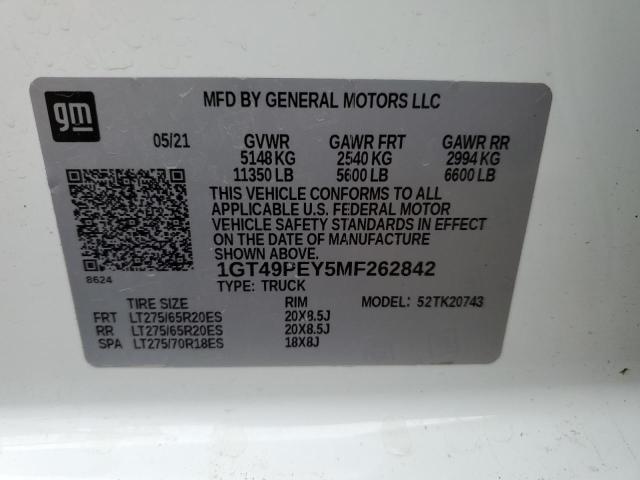 gm
MFD BY GENERAL MOTORS LLC
05/21 GVWR GAWR FRT GAWR RR
5148 KG 2540 KG 2994 KG
11350 LB 5600 LB 6600 LB
THIS VEHICLE CONFORMS TO ALL
APPLICABLE U.S. FEDERAL MOTOR
VEHICLE SAFETY STANDARDS IN EFFECT
ON THE DATE OF MANUFACTURE
SHOWN ABOVE.
1GT49PEY5MF262842
8624
TYPE: TRUCK
TIRE SIZE RIM MODEL: 52TK20743
FRT LT275/65R20ES 20X8.5J
RR LT275/65R20ES 20X8.5J
SPA LT275/70R18ES 18X8J